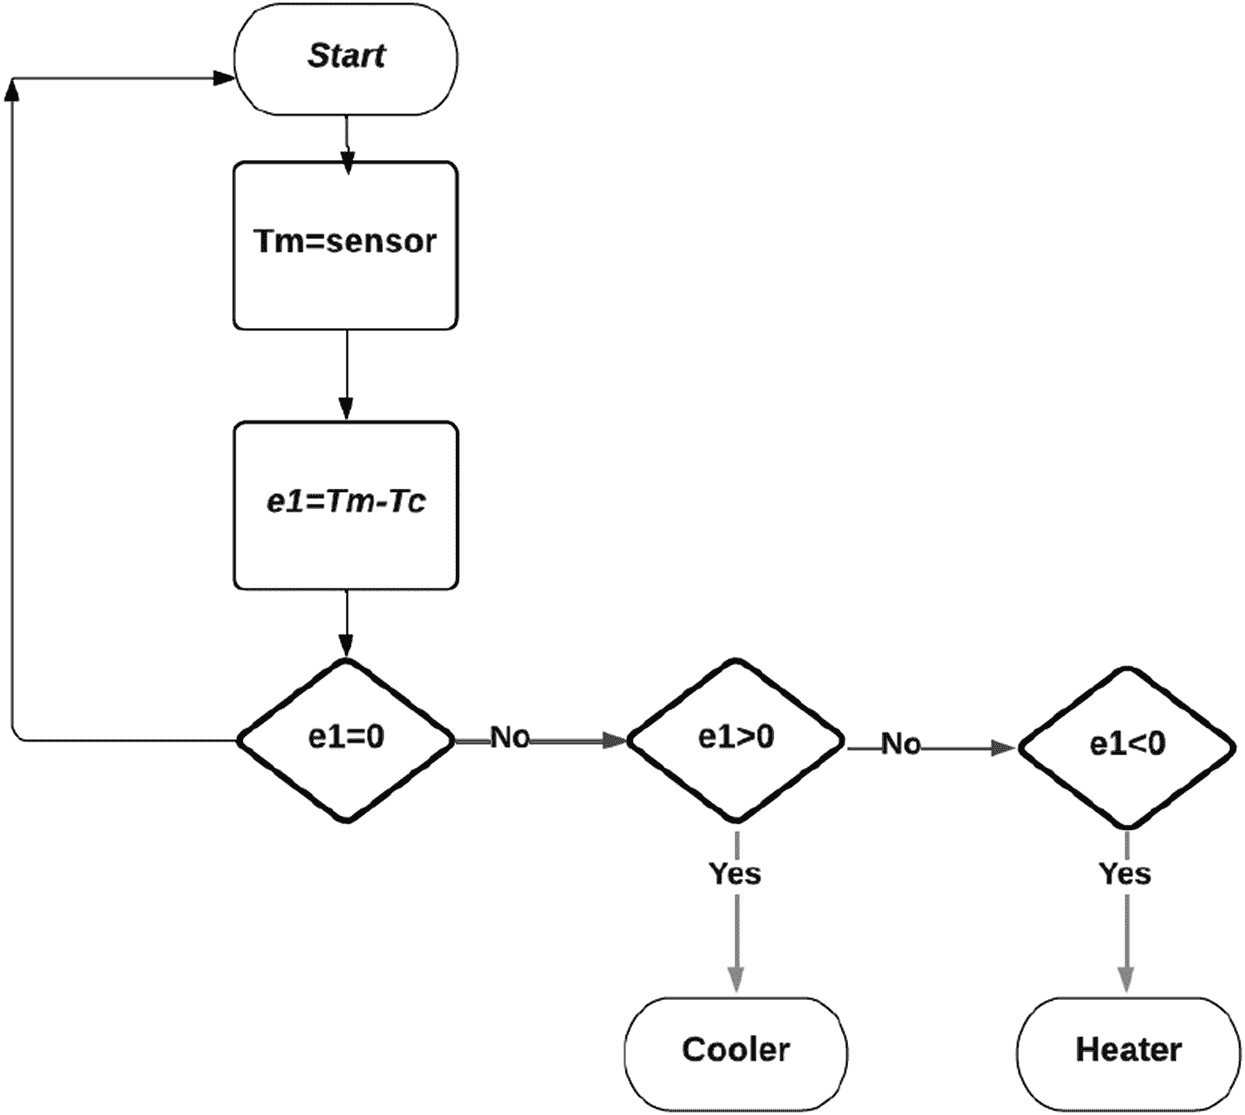 Start
Tm=sensor
e1=Tm-Tc
e1=0
No
e1>0
No
e1<0
Yes
Yes
Cooler
Heater